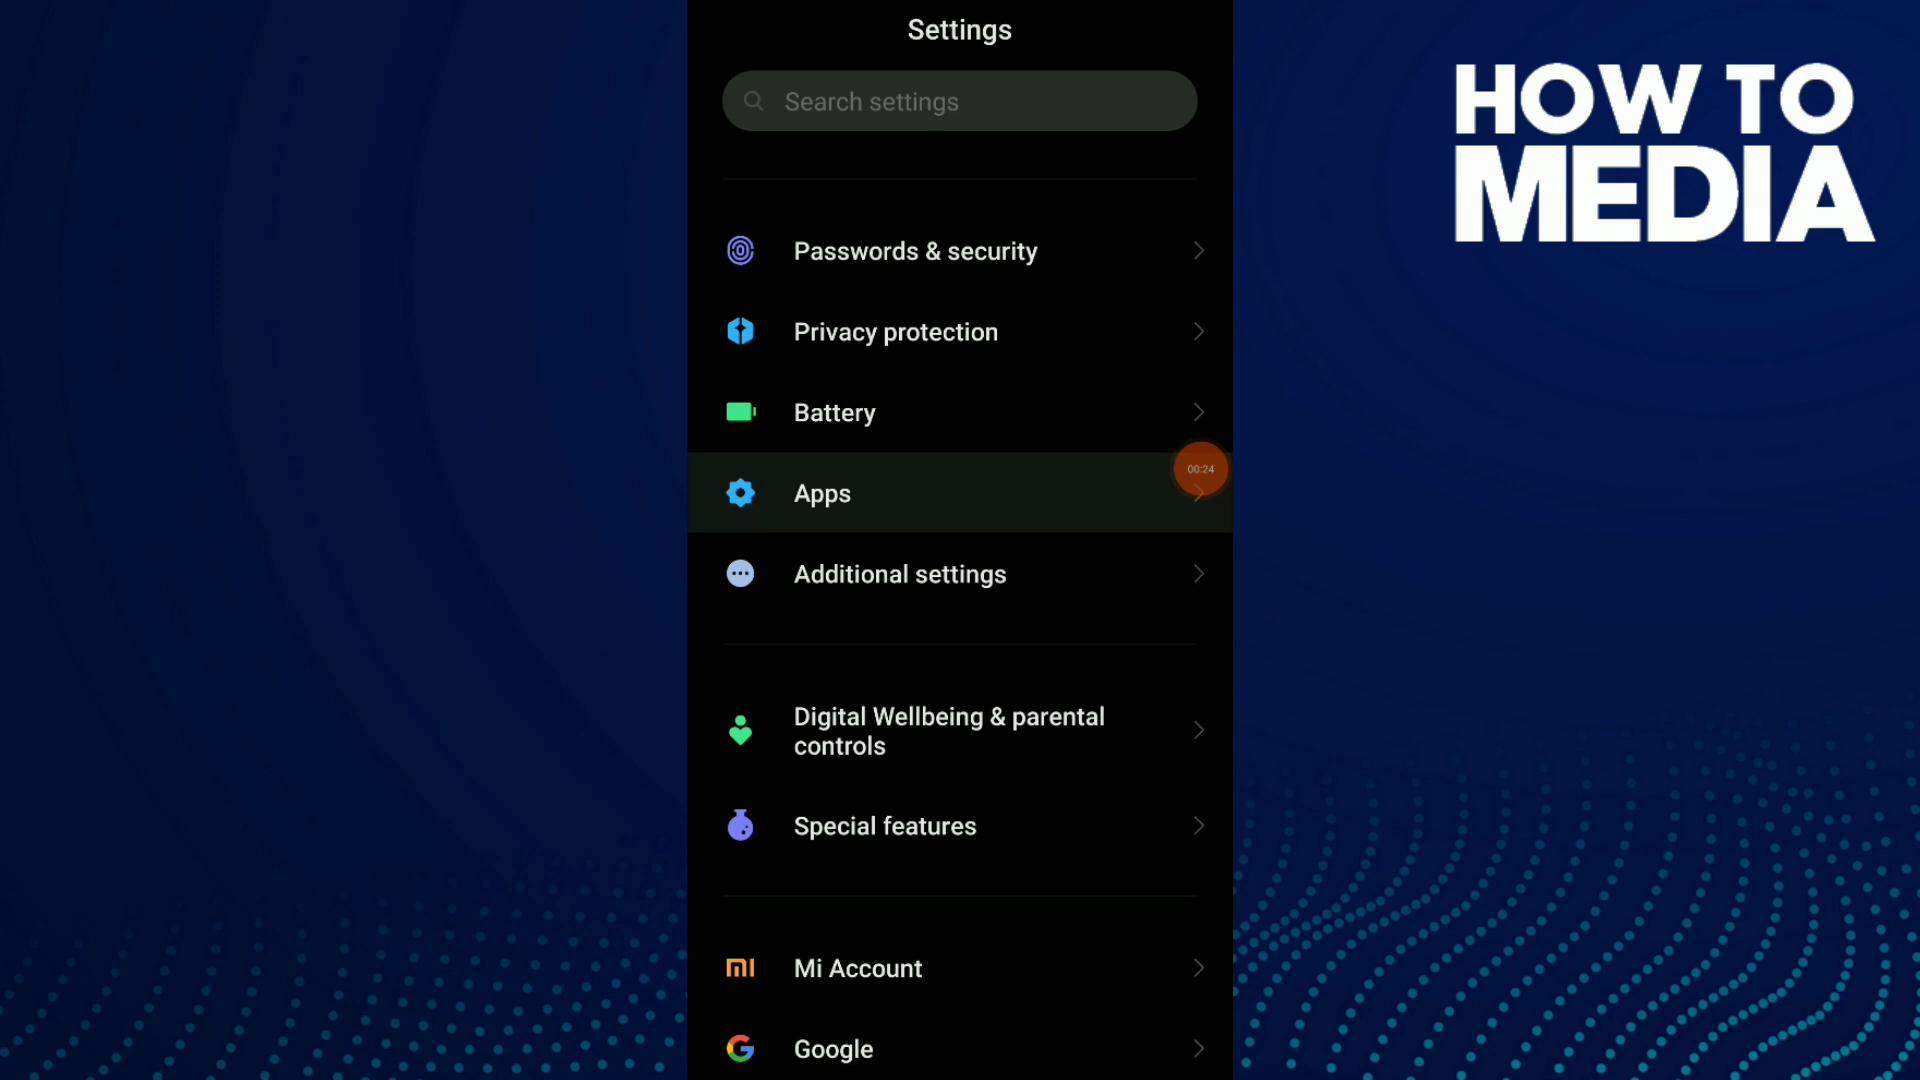 Settings
HOW TO
MEDIA
Search settings
Passwords & security
Privacy protection
Battery
00:24
Apps
Additional settings
Digital Wellbeing & parental
controls
Special features
Mi Account
Google